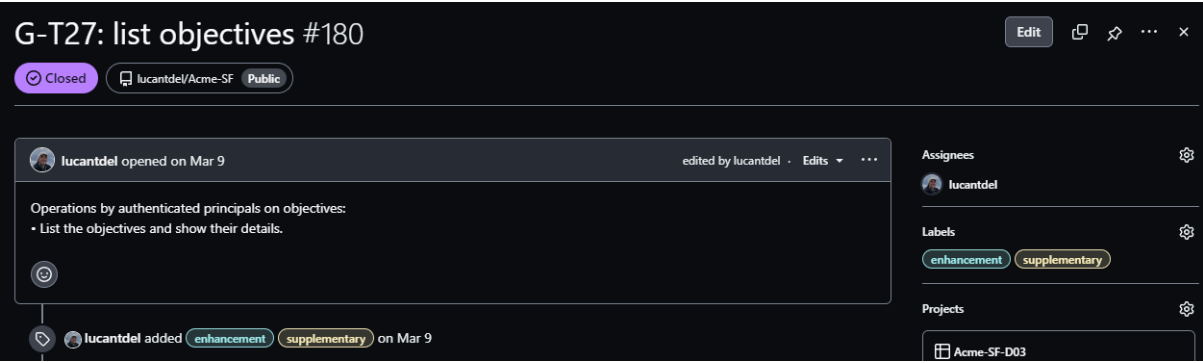 G-T27: list objectives #180
Edit
Closed
lucantdel/Acme-SF Public
lucantdel opened on Mar 9
edited by lucantdel · Edits
Operations by authenticated principals on objectives:
• List the objectives and show their details.
lucantdel added enhancement supplementary on Mar 9
Assignees
lucantdel
Labels
enhancement supplementary
Projects
Acme-SF-D03